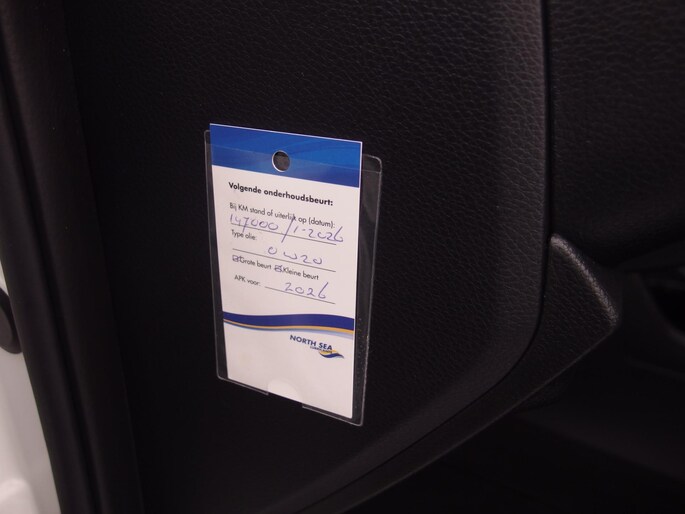 Volgende onderhoudsbeurt:
Bij KM stand of uiterlijk op (datum):
147000 / 1-2026
Type olie:
0W20
Grote beurt Kleine beurt
APK voor: 2026
NORTH SEA